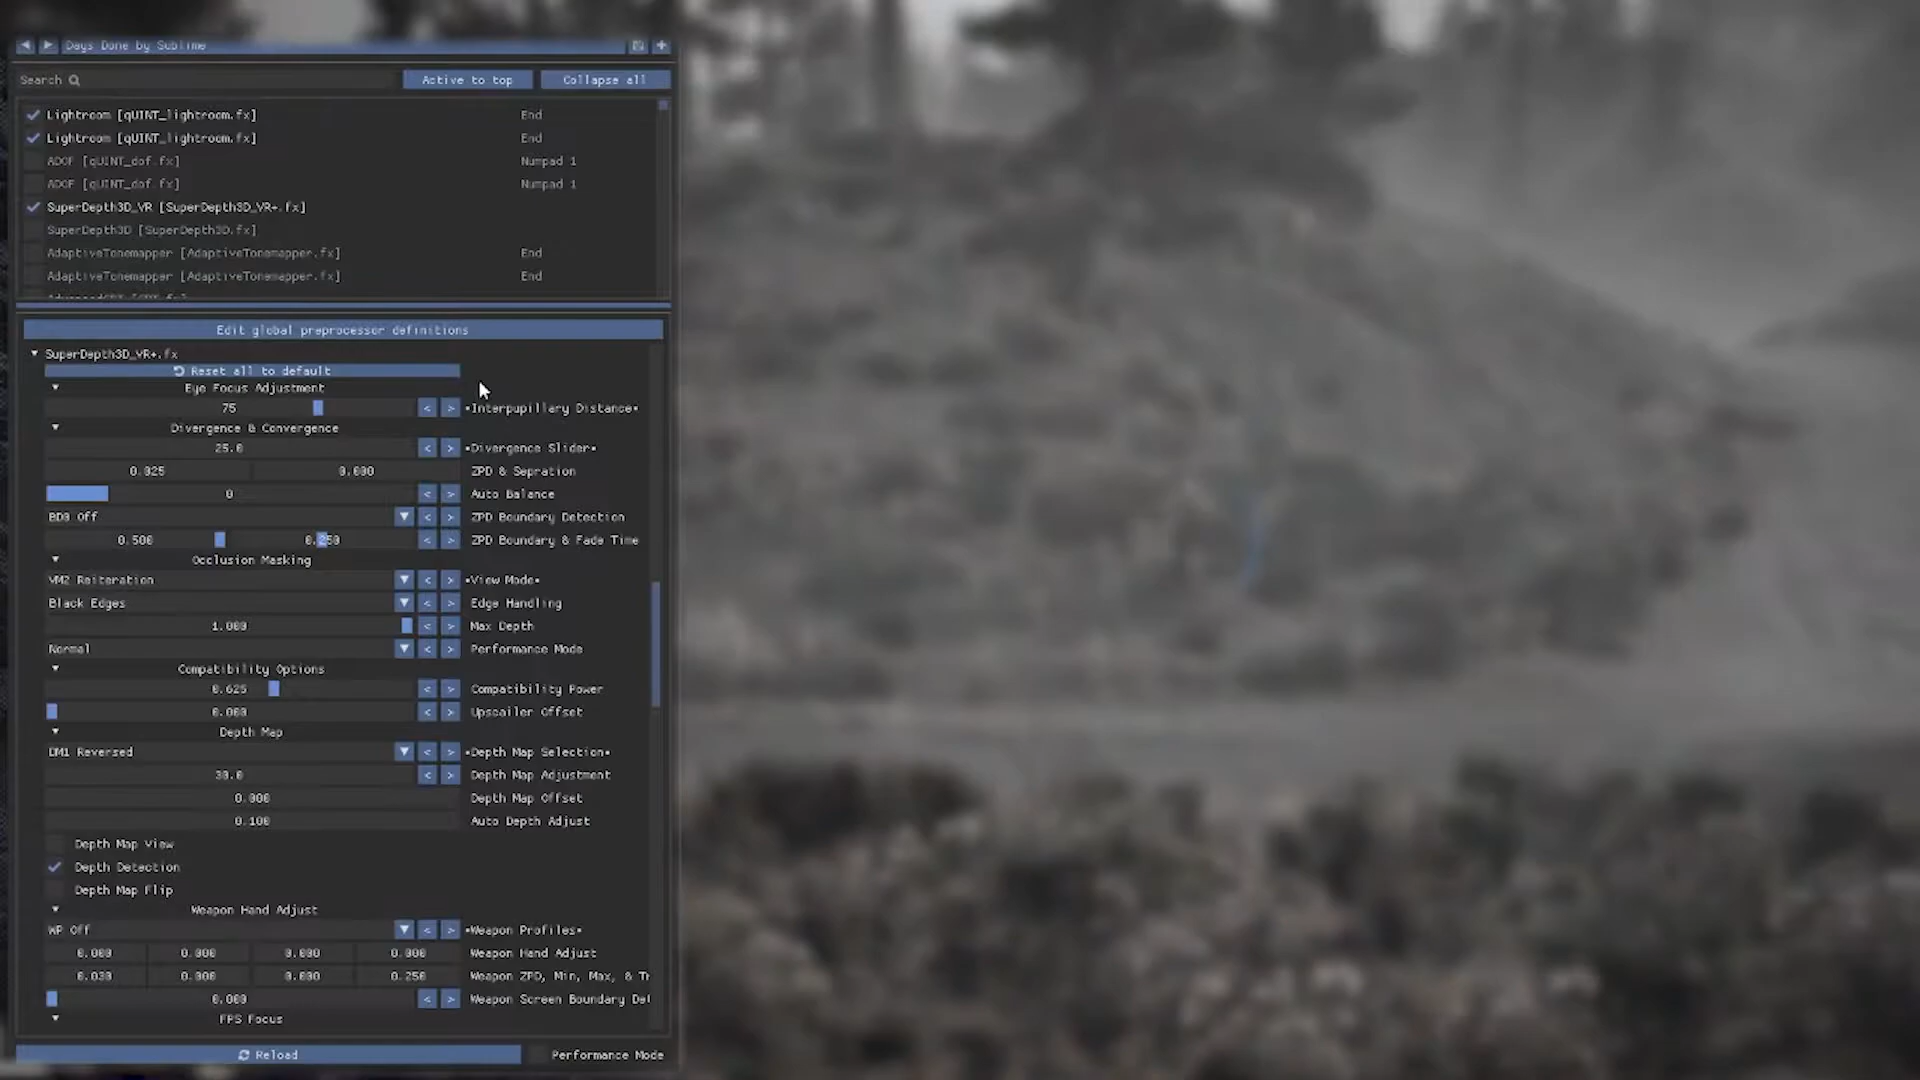 Days Done by Sublime
Search
Active to top
Collapse all
Lightroom [qUINT_lightroom.fx] End
Lightroom [qUINT_lightroom.fx] End
ADOF [qUINT_dof.fx] Numpad 1
ADOF [qUINT_dof.fx] Numpad 1
SuperDepth3D_VR [SuperDepth3D_VR+.fx]
SuperDepth3D [SuperDepth3D.fx]
AdaptiveTonemapper [AdaptiveTonemapper.fx] End
AdaptiveTonemapper [AdaptiveTonemapper.fx] End
Edit global preprocessor definitions
SuperDepth3D_VR+.fx
Reset all to default
Eye Focus Adjustment
75 < > •Interpupillary Distance•
Divergence & Convergence
25.0 < > •Divergence Slider•
0.025 0.000 ZPD & Sepration
0 < > Auto Balance
BD0 Off < > ZPD Boundary Detection
0.500 0.250 < > ZPD Boundary & Fade Time
Occlusion Masking
VM2 Reiteration < > •View Mode•
Black Edges < > Edge Handling
1.000 < > Max Depth
Normal < > Performance Mode
Compatibility Options
0.625 < > Compatibility Power
0.000 < > Upscailer Offset
Depth Map
DM1 Reversed < > •Depth Map Selection•
30.0 < > Depth Map Adjustment
0.000 Depth Map Offset
0.100 Auto Depth Adjust
Depth Map View
Depth Detection
Depth Map Flip
Weapon Hand Adjust
WP Off < > •Weapon Profiles•
0.000 0.000 0.000 0.000 Weapon Hand Adjust
0.030 0.000 0.000 0.250 Weapon ZPD, Min, Max, & Tr
0.000 < > Weapon Screen Boundary Det
FPS Focus
Reload
Performance Mode